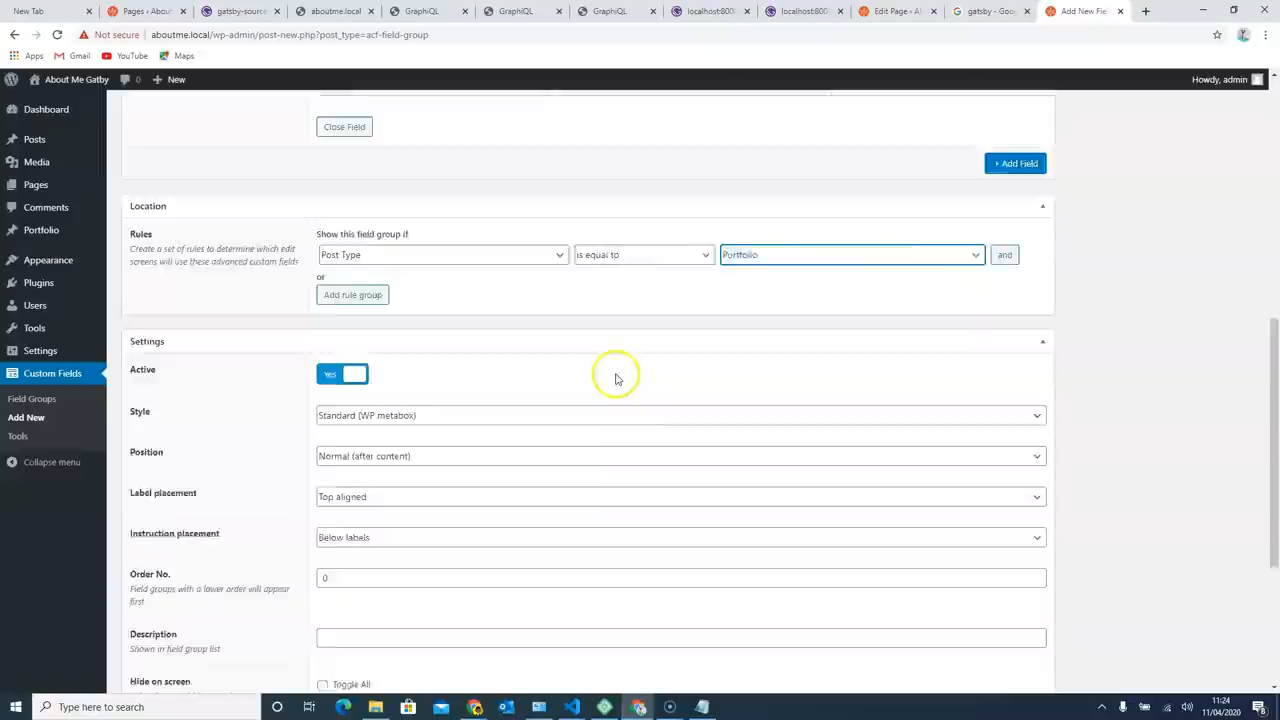 New Tab
Pages ‹ About
gatsby-source
aboutme.local
GraphiQL
GraphiQL
GraphiQL
localhost:800
localhost:800
Edit Page ‹ A
gatsby - Goog
Add New Fiel
Not secure
aboutme.local/wp-admin/post-new.php?post_type=acf-field-group
Apps
Gmail
YouTube
Maps
About Me Gatby
0
New
Howdy, admin
Dashboard
Posts
Media
Pages
Comments
Portfolio
Appearance
Plugins
Users
Tools
Settings
Custom Fields
Field Groups
Add New
Tools
Collapse menu
Close Field
+ Add Field
Location
Rules
Create a set of rules to determine which edit
screens will use these advanced custom fields
Show this field group if
Post Type
is equal to
Portfolio
and
or
Add rule group
Settings
Active
Yes
Style
Standard (WP metabox)
Position
Normal (after content)
Label placement
Top aligned
Instruction placement
Below labels
Order No.
Field groups with a lower order will appear
first
0
Description
Shown in field group list
Hide on screen
Toggle All
Type here to search
11:24
11/04/2020